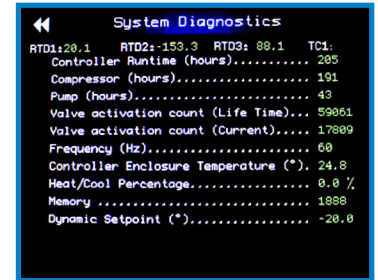 System Diagnostics
RTD1:20.1 RTD2:-153.3 RTD3: 88.1 TC1:
Controller Runtime (hours)........... 205
Compressor (hours)................... 191
Pump (hours)......................... 43
Valve activation count (Life Time)... 59061
Valve activation count (Current)..... 17809
Frequency (Hz)....................... 60
Controller Enclosure Temperature (°). 24.8
Heat/Cool Percentage................. 0.0 %
Memory .............................. 1888
Dynamic Setpoint (°)................. -20.0